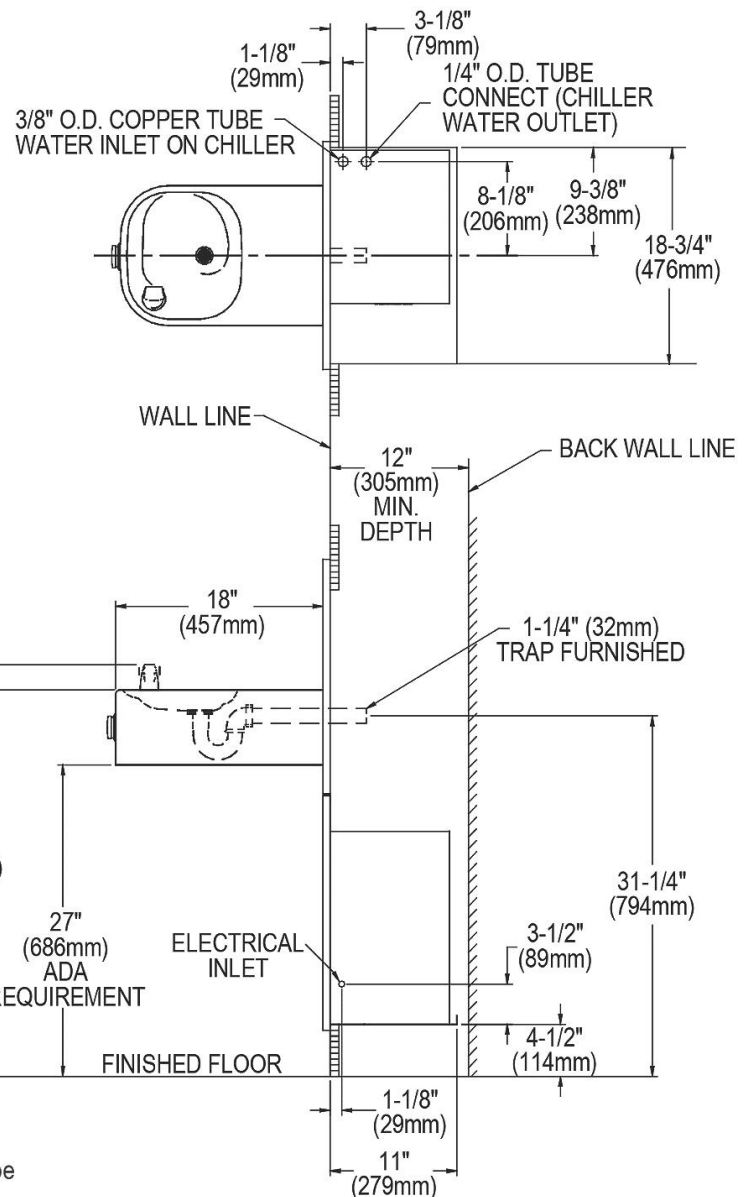 3-1/8"
(79mm)
1-1/8"
(29mm)
1/4" O.D. TUBE
CONNECT (CHILLER
WATER OUTLET)
3/8" O.D. COPPER TUBE
WATER INLET ON CHILLER
8-1/8"
(206mm)
9-3/8"
(238mm)
18-3/4"
(476mm)
WALL LINE
12"
(305mm)
MIN.
DEPTH
BACK WALL LINE
18"
(457mm)
1-1/4" (32mm)
TRAP FURNISHED
31-1/4"
(794mm)
27"
(686mm)
ADA
REQUIREMENT
ELECTRICAL
INLET
3-1/2"
(89mm)
4-1/2"
(114mm)
FINISHED FLOOR
1-1/8"
(29mm)
11"
(279mm)